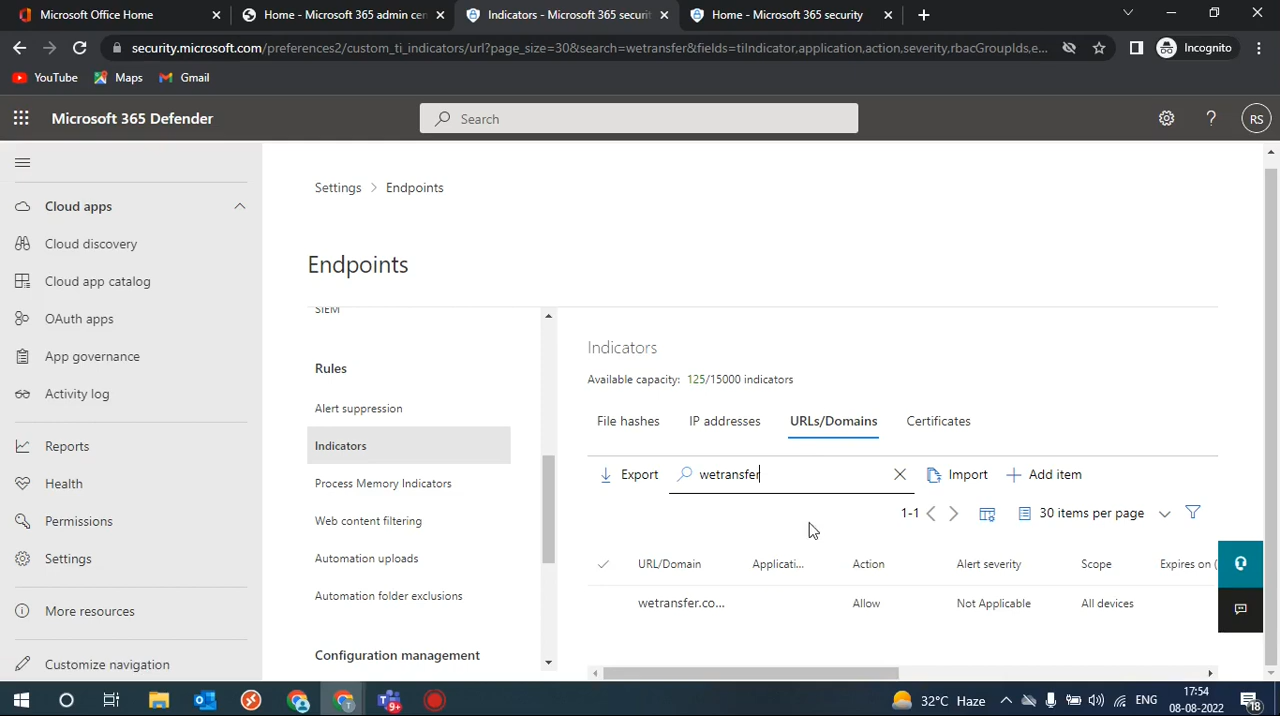 Microsoft Office Home
Home - Microsoft 365 admin cen
Indicators - Microsoft 365 securit
Home - Microsoft 365 security
security.microsoft.com/preferences2/custom_ti_indicators/url?page_size=30&search=wetransfer&fields=tiIndicator,application,action,severity,rbacGroupIds,e...
Incognito
YouTube
Maps
Gmail
Microsoft 365 Defender
Search
RS
Cloud apps
Cloud discovery
Cloud app catalog
OAuth apps
App governance
Activity log
Reports
Health
Permissions
Settings
More resources
Customize navigation
Settings > Endpoints
Endpoints
SIEM
Rules
Alert suppression
Indicators
Process Memory Indicators
Web content filtering
Automation uploads
Automation folder exclusions
Configuration management
Indicators
Available capacity: 125/15000 indicators
File hashes
IP addresses
URLs/Domains
Certificates
Export
wetransfer
Import
Add item
1-1
30 items per page
URL/Domain
Applicati...
Action
Alert severity
Scope
Expires on (
wetransfer.co...
Allow
Not Applicable
All devices
9+
32°C Haze
ENG
17:54
08-08-2022
18